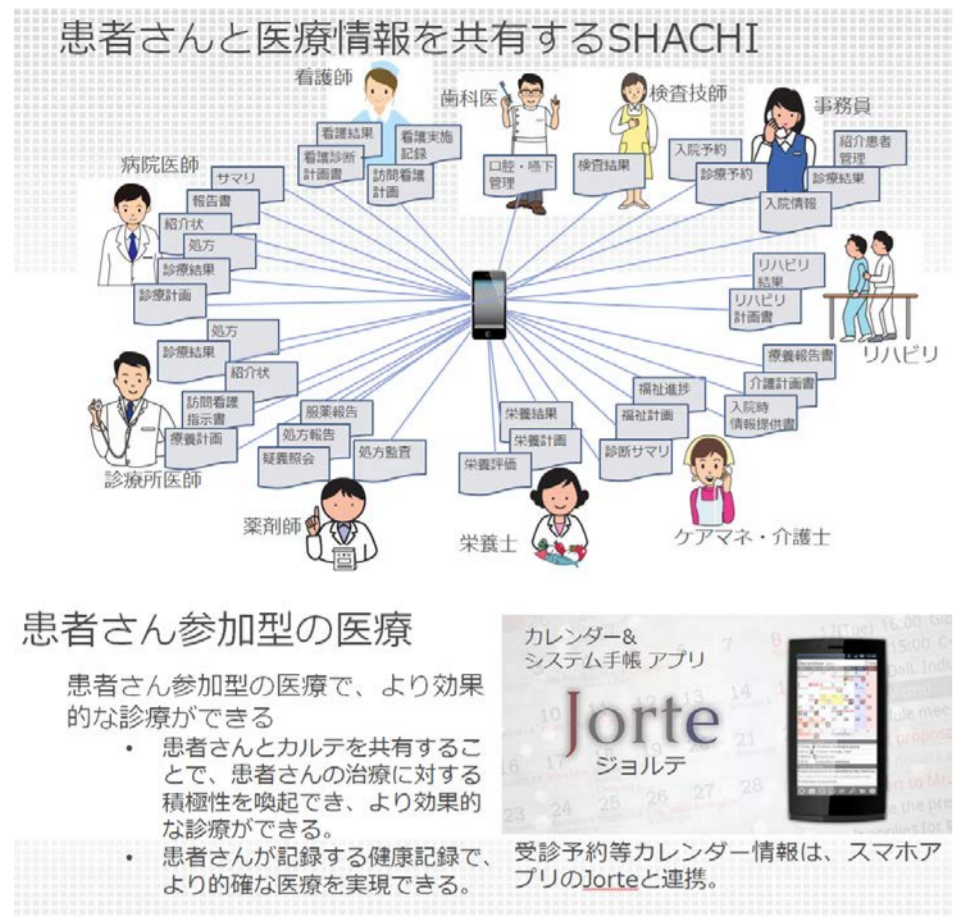 患者さんと医療情報を共有するSHACHI
看護師
歯科医
検査技師
事務員
看護結果
看護実施
記録
看護診断
計画書
訪問看護
計画
口腔・嚥下
管理
検査結果
入院予約
診療予約
紹介患者
管理
診療結果
入院情報
病院医師
サマリ
報告書
紹介状
処方
診療結果
診療計画
リハビリ
結果
リハビリ
計画書
リハビリ
処方
診療結果
紹介状
訪問看護
指示書
療養計画
診療所医師
服薬報告
処方報告
疑義照会
処方監査
薬剤師
栄養結果
栄養計画
栄養評価
栄養士
福祉進捗
福祉計画
診断サマリ
療養報告書
介護計画書
入院時
情報提供書
ケアマネ・介護士
患者さん参加型の医療
患者さん参加型の医療で、より効果
的な診療ができる
• 患者さんとカルテを共有するこ
とで、患者さんの治療に対する
積極性を喚起でき、より効果的
な診療ができる。
• 患者さんが記録する健康記録で、
より的確な医療を実現できる。
カレンダー&
システム手帳 アプリ
Jorte
ジョルテ
受診予約等カレンダー情報は、スマホア
プリのJorteと連携。